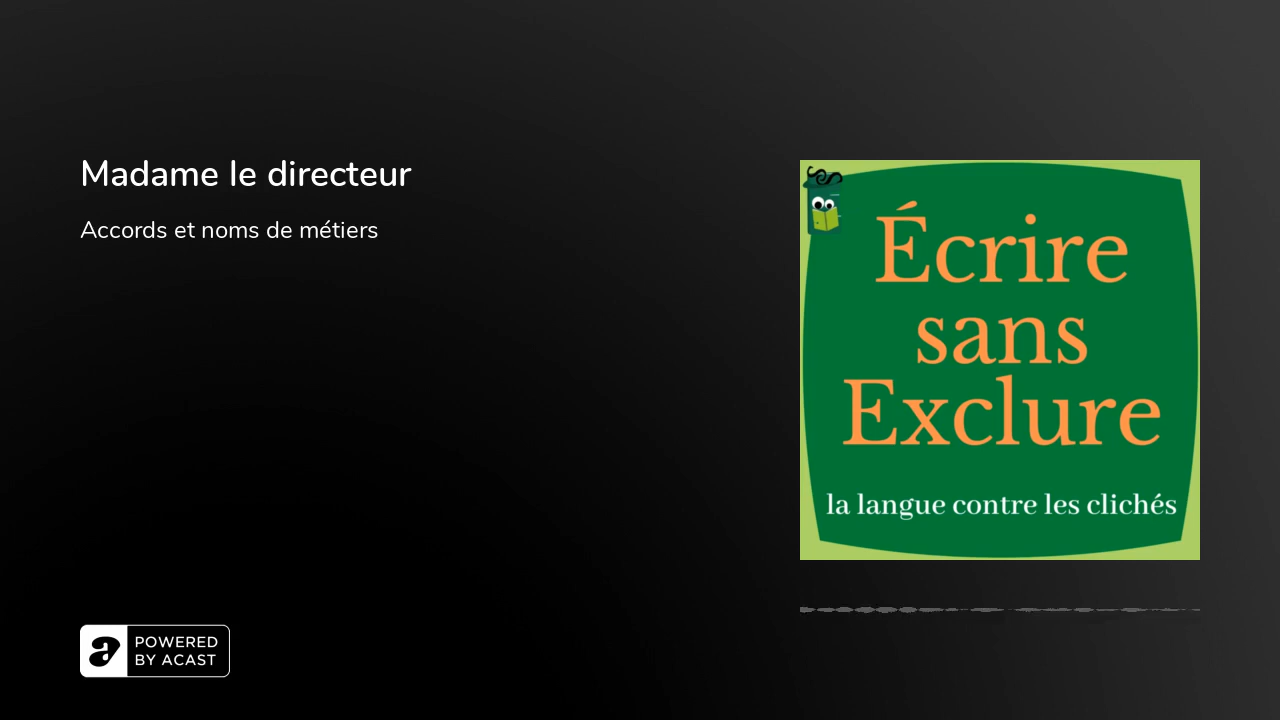 Madame le directeur
Accords et noms de métiers
Écrire
sans
Exclure
la langue contre les clichés
POWERED
BY ACAST